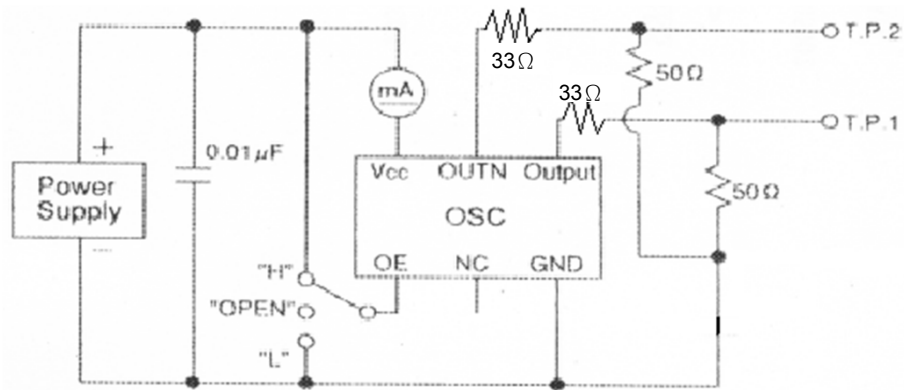 33Ω
T.P.2
50Ω
33Ω
mA
T.P.1
+
0.01μF
Vcc OUTN Output
Power
Supply
50Ω
OSC
−
OE NC GND
"H"
"OPEN"
"L"